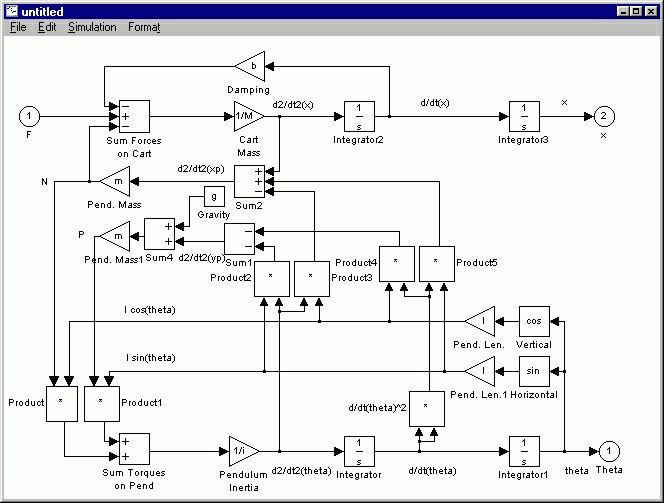 untitled
File Edit Simulation Format
b
Damping
1
F
−
+
−
Sum Forces
on Cart
1/M
Cart
Mass
d2/dt2(x)
1
s
Integrator2
d/dt(x)
1
s
Integrator3
x
2
x
N
m
Pend. Mass
d2/dt2(xp)
+
+
−
Sum2
g
Gravity
P
m
Pend. Mass1
+
+
Sum4
d2/dt2(yp)
−
−
Sum1
Product2
*
*
Product3
Product4
*
*
Product5
l cos(theta)
l
Pend. Len.
cos
Vertical
l sin(theta)
l
Pend. Len.1
sin
Horizontal
Product
*
*
Product1
d/dt(theta)^2
*
+
+
Sum Torques
on Pend
1/i
Pendulum
Inertia
d2/dt2(theta)
1
s
Integrator
d/dt(theta)
1
s
Integrator1
theta
1
Theta